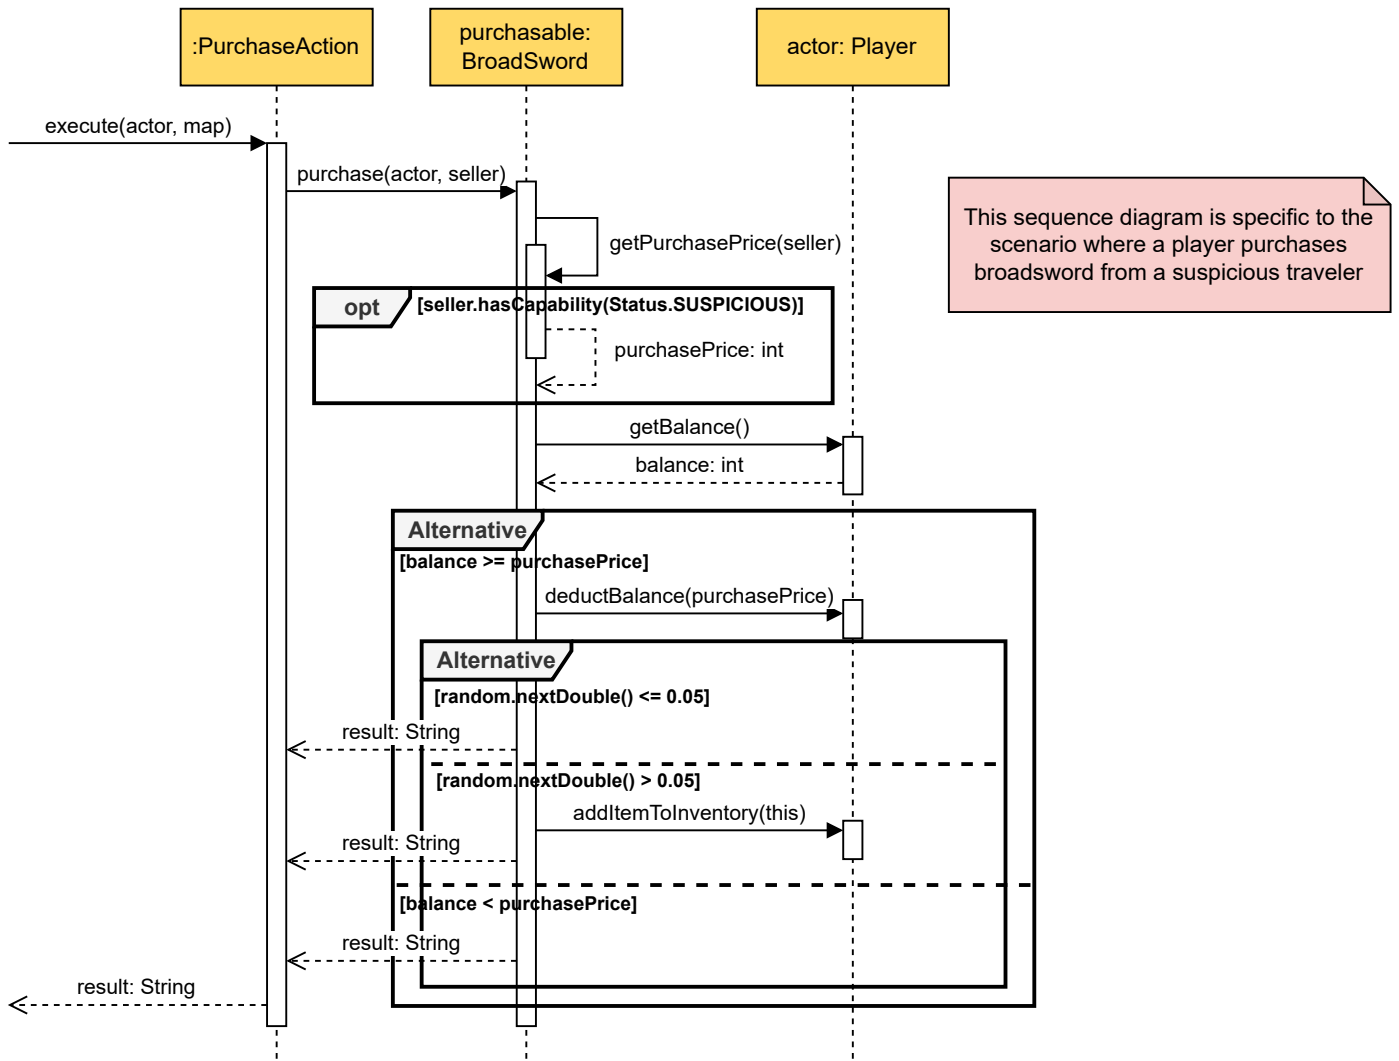 :PurchaseAction
purchasable:
BroadSword
actor: Player
execute(actor, map)
purchase(actor, seller)
This sequence diagram is specific to the
scenario where a player purchases
broadsword from a suspicious traveler
getPurchasePrice(seller)
opt
[seller.hasCapability(Status.SUSPICIOUS)]
purchasePrice: int
getBalance()
balance: int
Alternative
[balance >= purchasePrice]
deductBalance(purchasePrice)
Alternative
[random.nextDouble() <= 0.05]
result: String
[random.nextDouble() > 0.05]
addItemToInventory(this)
result: String
[balance < purchasePrice]
result: String
result: String